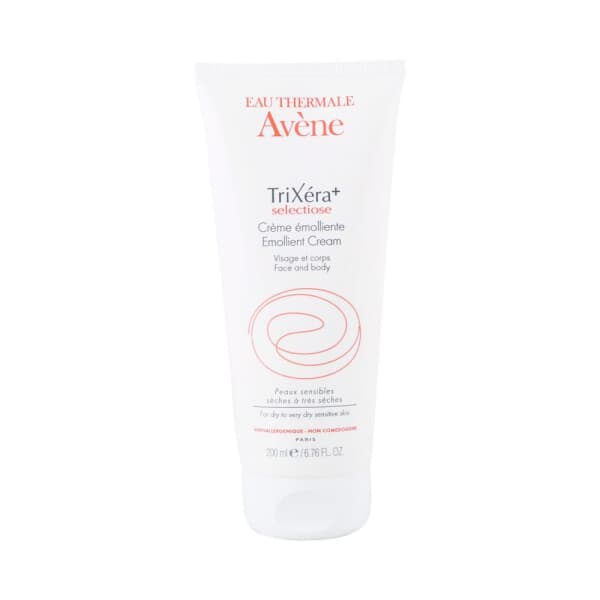 EAU THERMALE
Avène
TriXéra+
selectiose
Crème émolliente
Emollient Cream
Visage et corps
Face and body
Peaux sensibles
sèches à très sèches
For dry to very dry sensitive skin
HYPOALLERGÉNIQUE - NON COMÉDOGÈNE
PARIS
200 ml e / 6.76 FL. OZ.